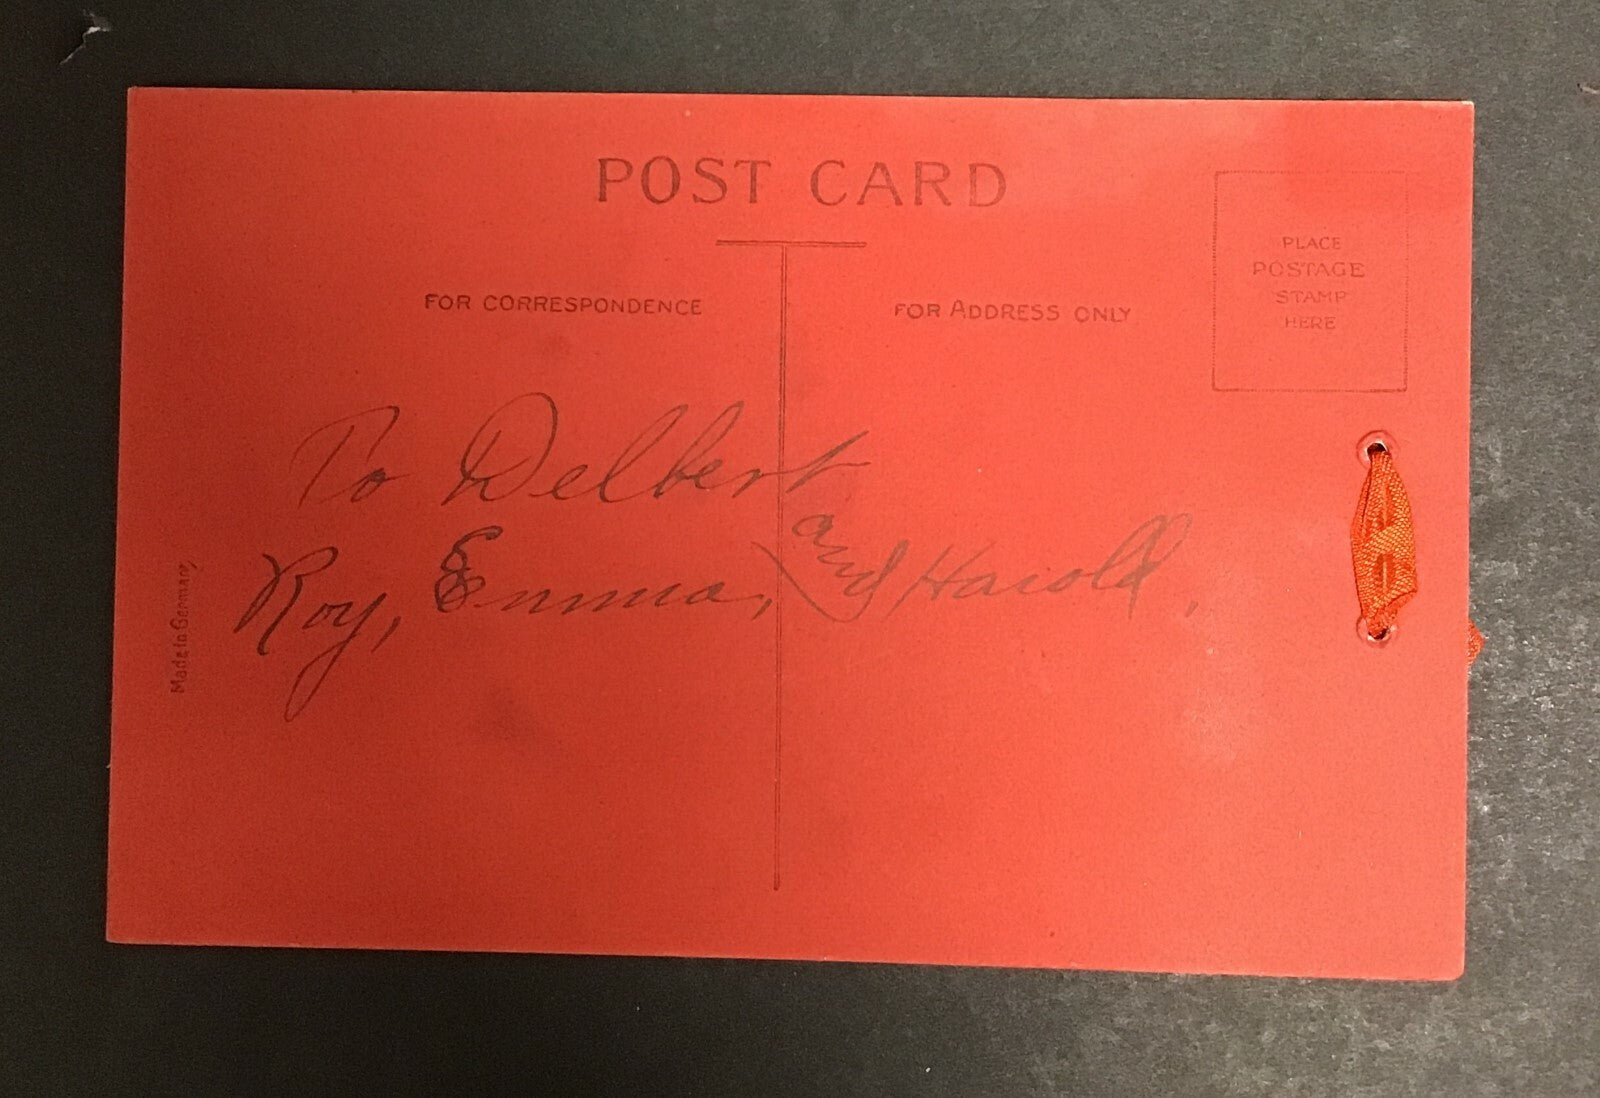 POST CARD
FOR CORRESPONDENCE
FOR ADDRESS ONLY
PLACE
POSTAGE
STAMP
HERE
To Delbert
Roy, Emma, and Harold,
Made in Germany